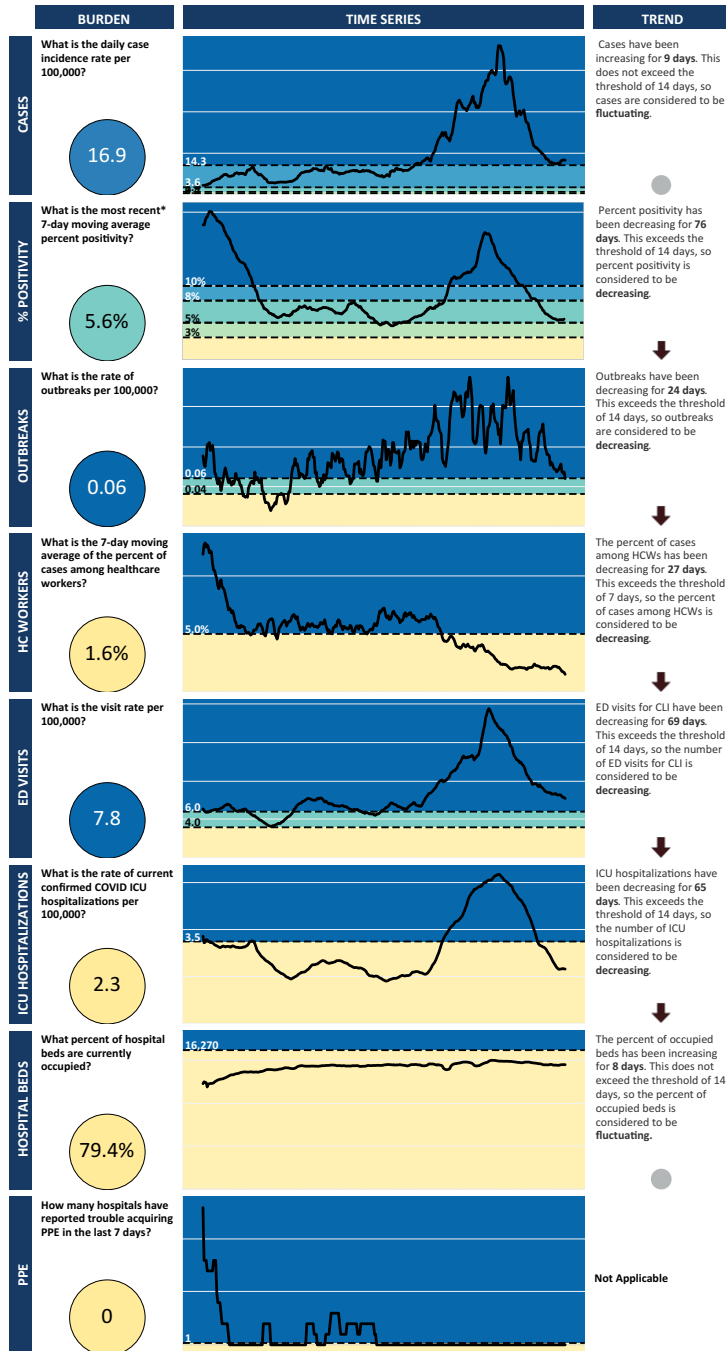 BURDEN
TIME SERIES
TREND
CASES
What is the daily case
incidence rate per
100,000?
16.9
14.3
3.6
Cases have been
increasing for 9 days. This
does not exceed the
threshold of 14 days, so
cases are considered to be
fluctuating.
% POSITIVITY
What is the most recent*
7-day moving average
percent positivity?
5.6%
10%
8%
5%
3%
Percent positivity has
been decreasing for 76
days. This exceeds the
threshold of 14 days, so
percent positivity is
considered to be
decreasing.
OUTBREAKS
What is the rate of
outbreaks per 100,000?
0.06
0.06
0.04
Outbreaks have been
decreasing for 24 days.
This exceeds the threshold
of 14 days, so outbreaks
are considered to be
decreasing.
HC WORKERS
What is the 7-day moving
average of the percent of
cases among healthcare
workers?
1.6%
5.0%
The percent of cases
among HCWs has been
decreasing for 27 days.
This exceeds the threshold
of 7 days, so the percent
of cases among HCWs is
considered to be
decreasing.
ED VISITS
What is the visit rate per
100,000?
7.8
6.0
4.0
ED visits for CLI have been
decreasing for 69 days.
This exceeds the threshold
of 14 days, so the number
of ED visits for CLI is
considered to be
decreasing.
ICU HOSPITALIZATIONS
What is the rate of current
confirmed COVID ICU
hospitalizations per
100,000?
2.3
3.5
ICU hospitalizations have
been decreasing for 65
days. This exceeds the
threshold of 14 days, so
the number of ICU
hospitalizations is
considered to be
decreasing.
HOSPITAL BEDS
What percent of hospital
beds are currently
occupied?
79.4%
16,270
The percent of occupied
beds has been increasing
for 8 days. This does not
exceed the threshold of 14
days, so the percent of
occupied beds is
considered to be
fluctuating.
PPE
How many hospitals have
reported trouble acquiring
PPE in the last 7 days?
0
1
Not Applicable